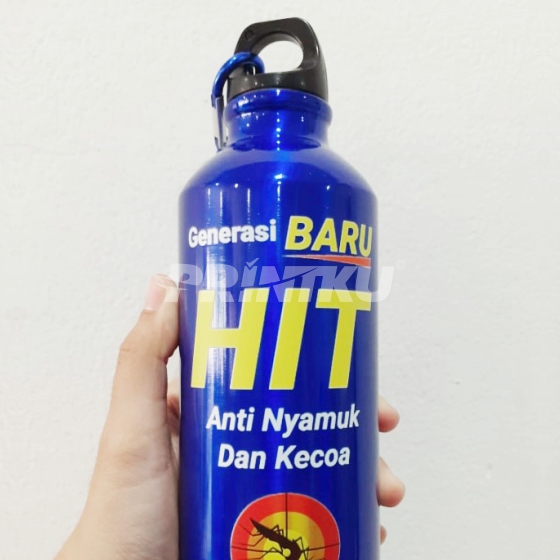 Generasi BARU
PRINTKU
HIT
Anti Nyamuk
Dan Kecoa